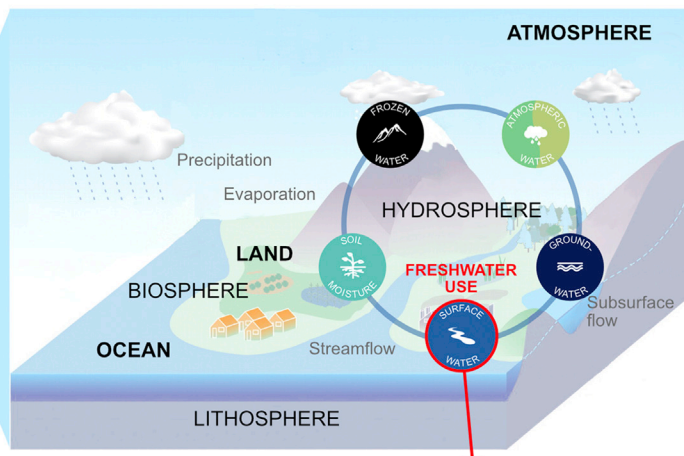 ATMOSPHERE
FROZEN
WATER
ATMOSPHERIC
WATER
Precipitation
Evaporation
HYDROSPHERE
LAND
SOIL
MOISTURE
GROUND-
WATER
FRESHWATER
USE
BIOSPHERE
Subsurface
flow
SURFACE
WATER
OCEAN
Streamflow
LITHOSPHERE